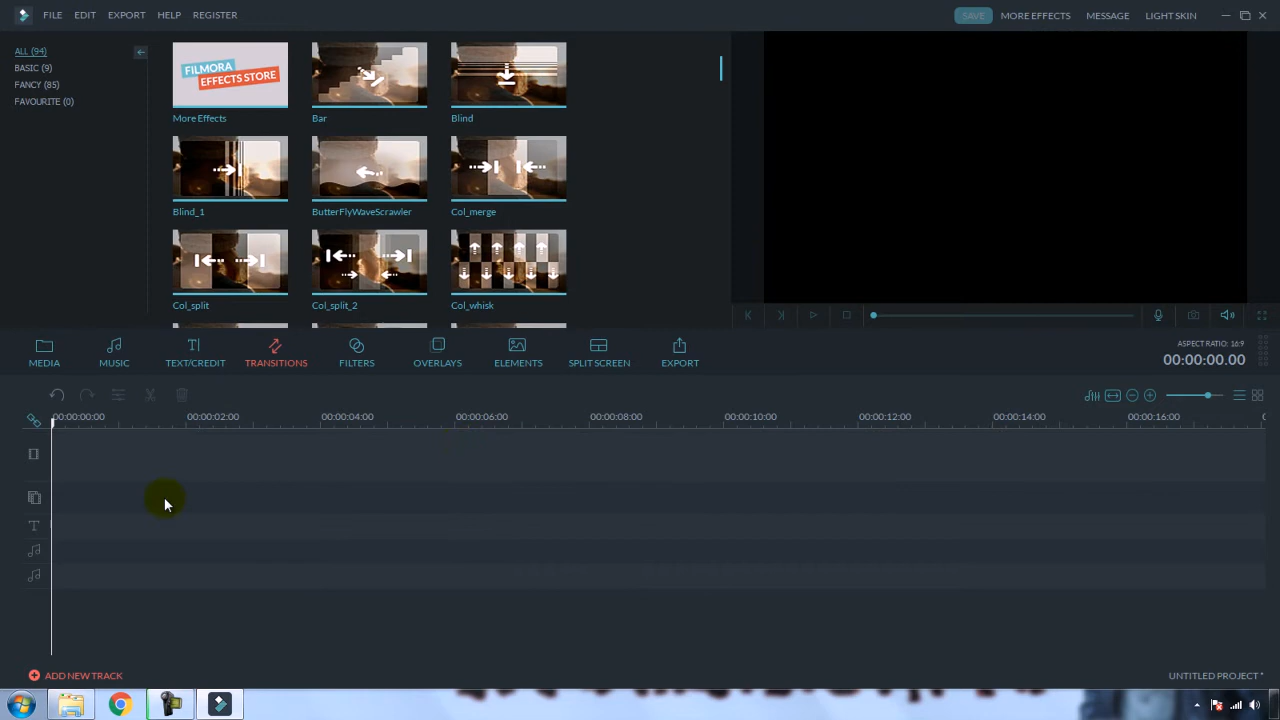 FILE EDIT EXPORT HELP REGISTER SAVE MORE EFFECTS MESSAGE LIGHT SKIN
ALL (94)
BASIC (9)
FANCY (85)
FAVOURITE (0)
FILMORA
EFFECTS STORE
More Effects Bar Blind
Blind_1 ButterFlyWaveScrawler Col_merge
Col_split Col_split_2 Col_whisk
MEDIA MUSIC TEXT/CREDIT TRANSITIONS FILTERS OVERLAYS ELEMENTS SPLIT SCREEN EXPORT
ASPECT RATIO: 16:9
00:00:00.00
00:00:00:00 00:00:02:00 00:00:04:00 00:00:06:00 00:00:08:00 00:00:10:00 00:00:12:00 00:00:14:00 00:00:16:00
ADD NEW TRACK
UNTITLED PROJECT *